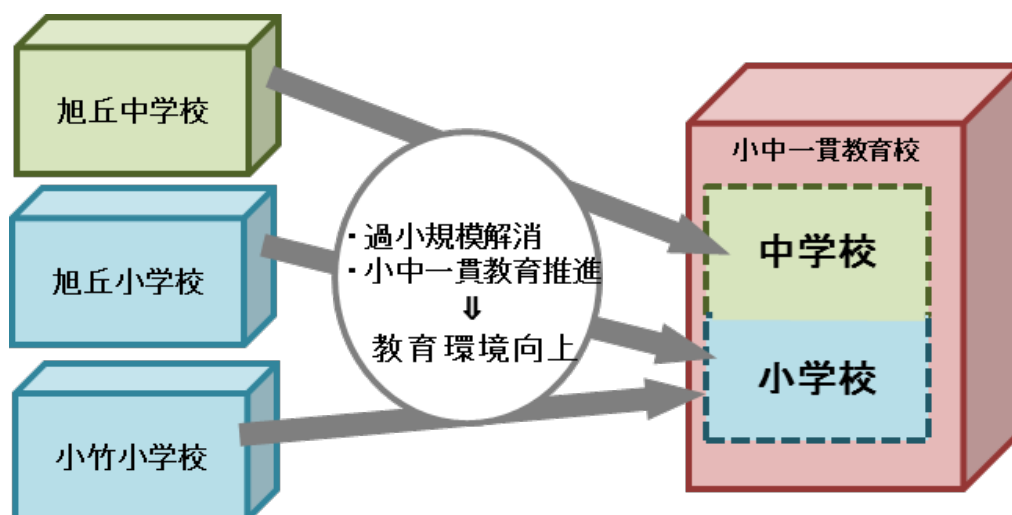 旭丘中学校
旭丘小学校
小竹小学校
・過小規模解消
・小中一貫教育推進
⇓
教育環境向上
小中一貫教育校
中学校
小学校